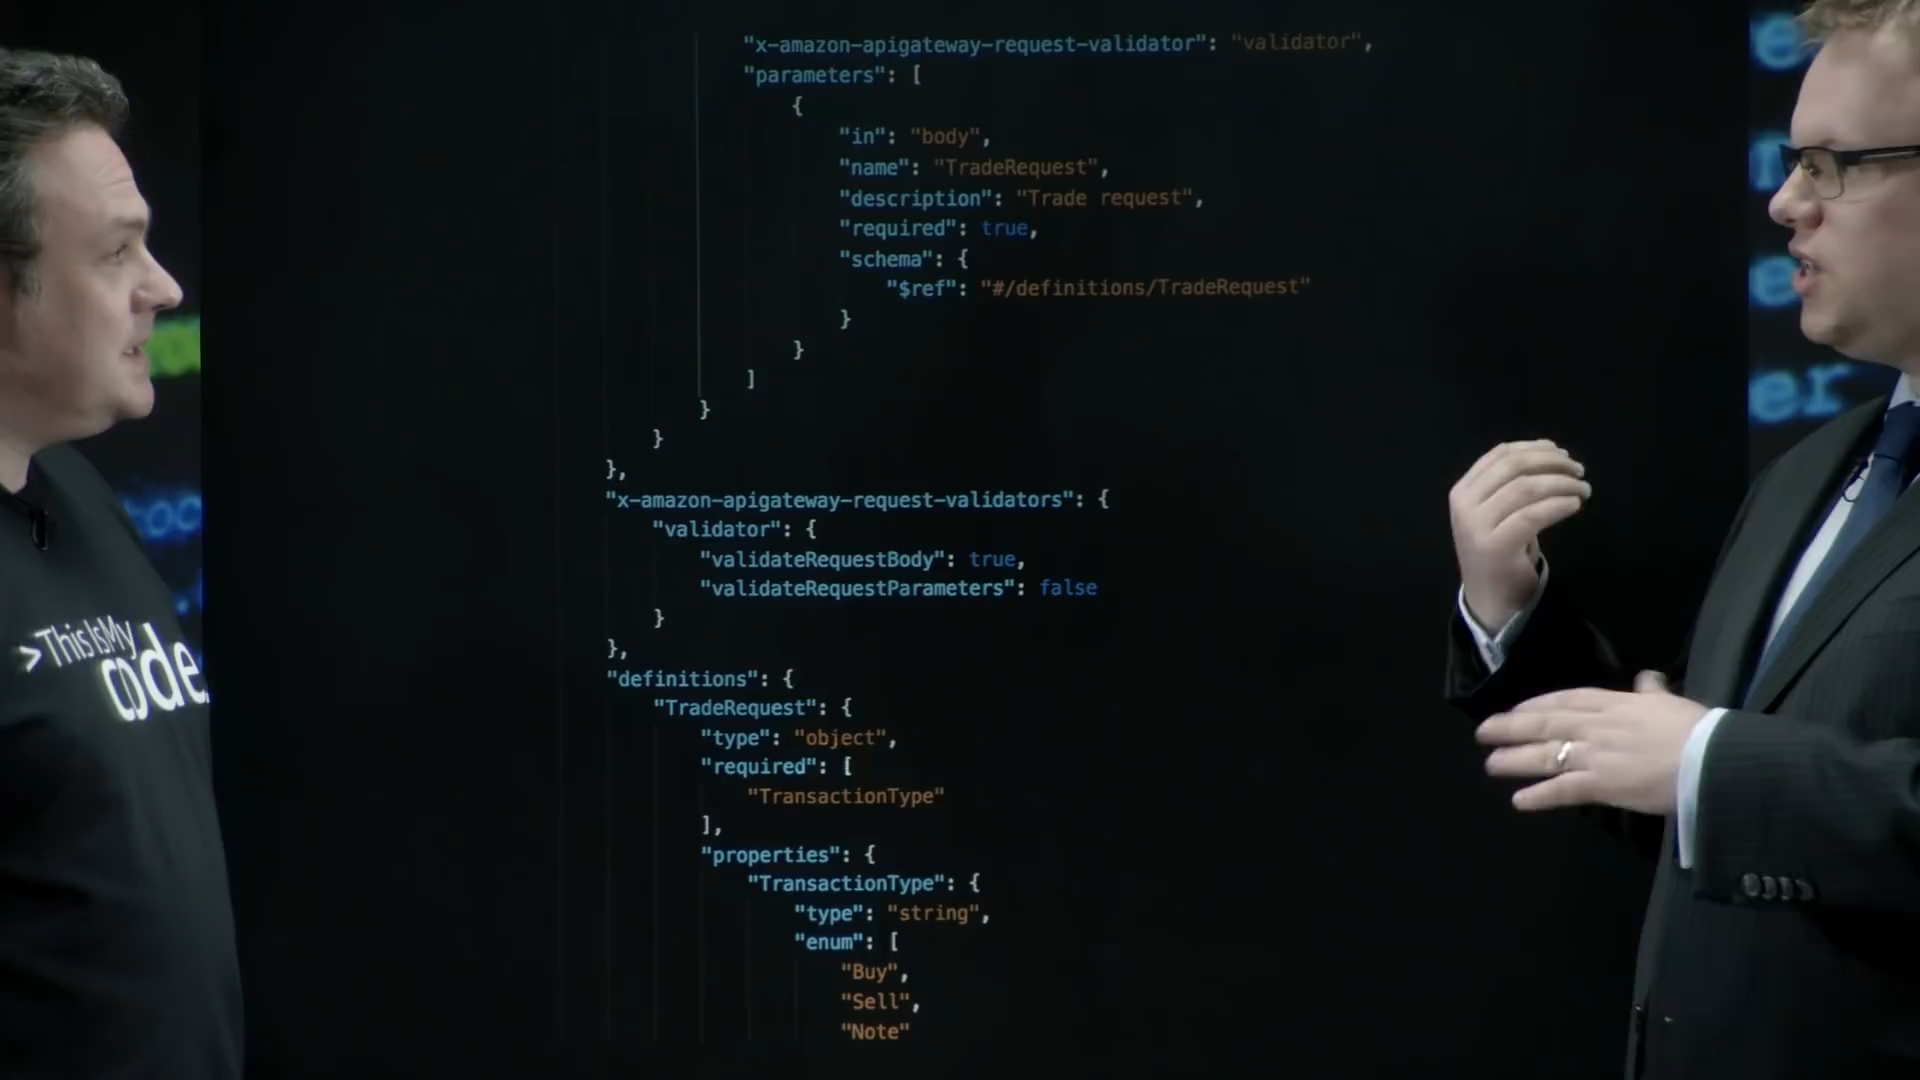 "x-amazon-apigateway-request-validator": "validator",
"parameters": [
{
"in": "body",
"name": "TradeRequest",
"description": "Trade request",
"required": true,
"schema": {
"$ref": "#/definitions/TradeRequest"
}
}
]
}
}
},
"x-amazon-apigateway-request-validators": {
"validator": {
"validateRequestBody": true,
"validateRequestParameters": false
}
},
"definitions": {
"TradeRequest": {
"type": "object",
"required": [
"TransactionType"
],
"properties": {
"TransactionType": {
"type": "string",
"enum": [
"Buy",
"Sell",
"Note"
>ThisIsMy
code
er